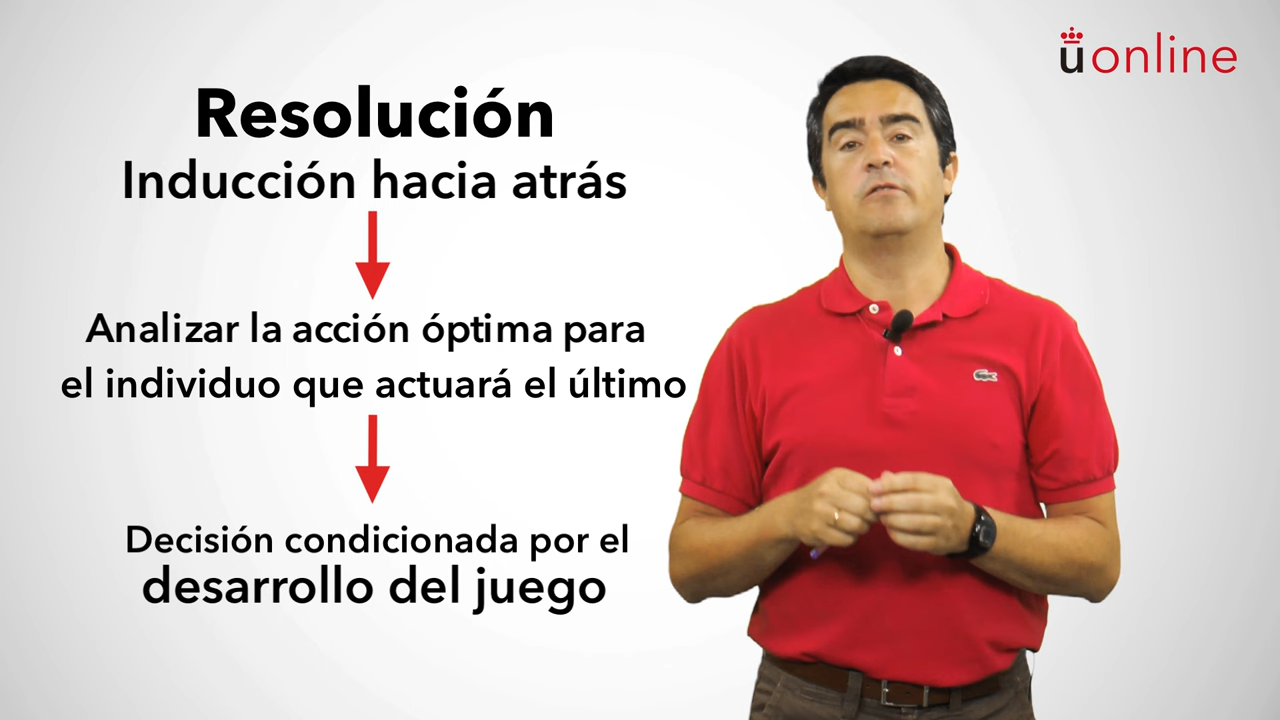 uonline
Resolución
Inducción hacia atrás
Analizar la acción óptima para
el individuo que actuará el último
Decisión condicionada por el
desarrollo del juego